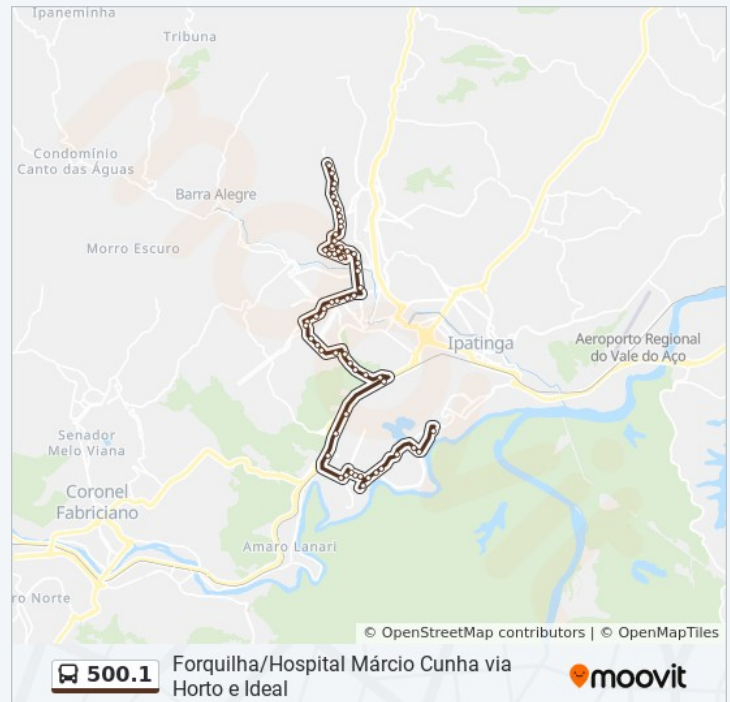 Ipaneminha
Tribuna
Condomínio
Canto das Águas
Barra Alegre
Morro Escuro
Ipatinga
Aeroporto Regional
do Vale do Aço
Senador
Melo Viana
Coronel
Fabriciano
Amaro Lanari
ro Norte
© OpenStreetMap contributors | © OpenMapTiles
500.1
Forquilha/Hospital Márcio Cunha via
Horto e Ideal
moovit